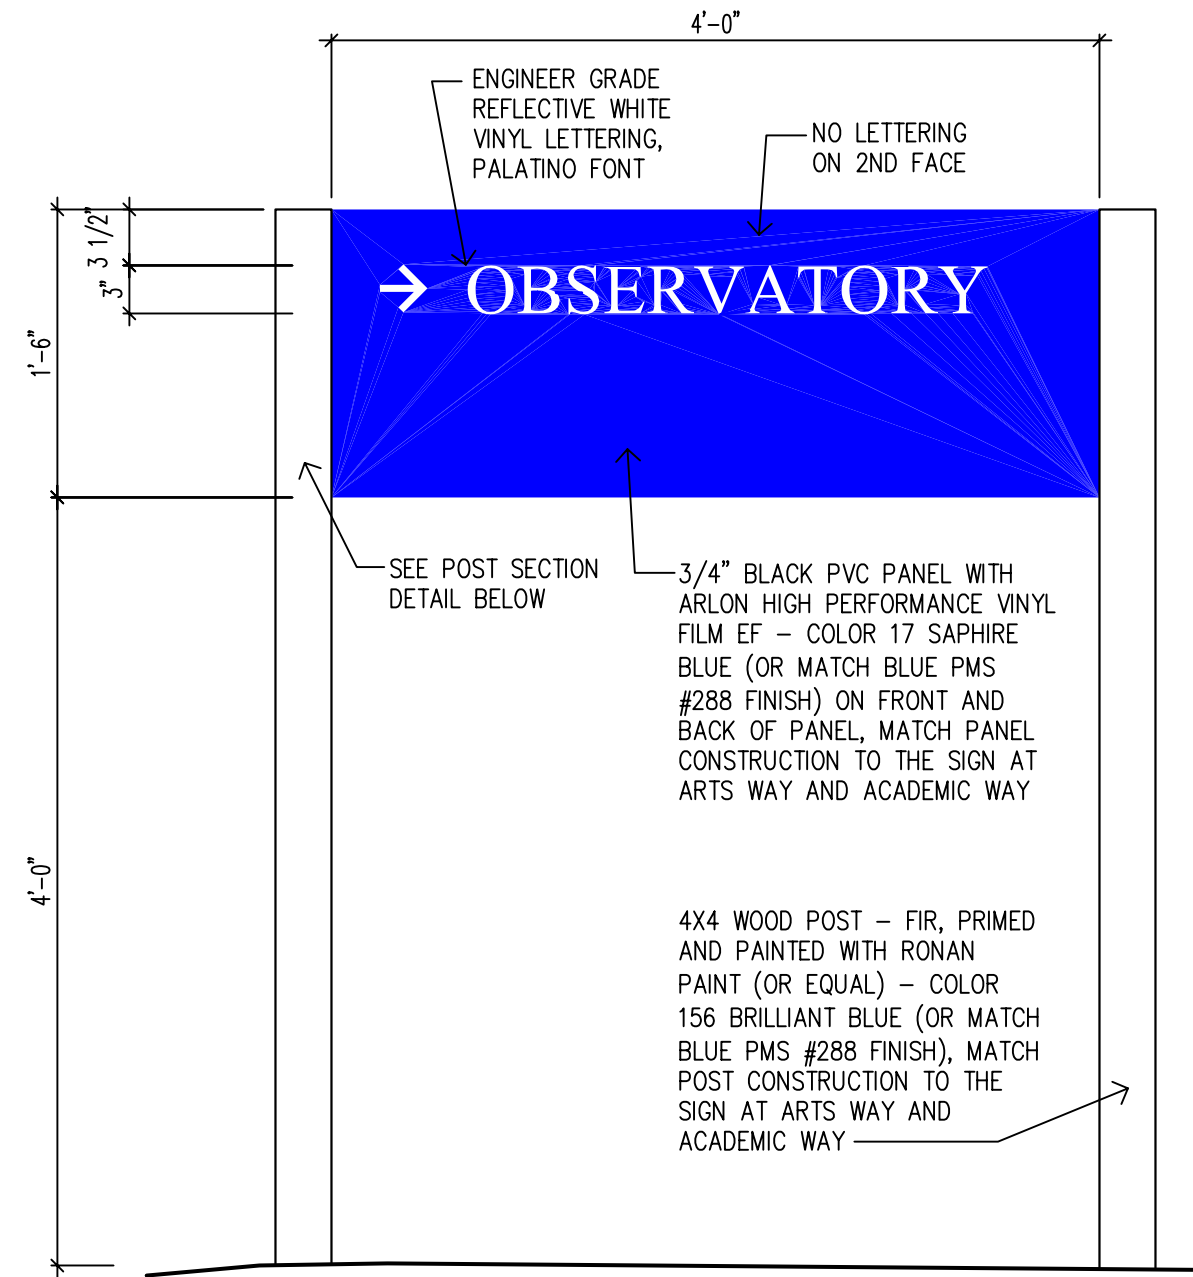 4'-0"
ENGINEER GRADE
REFLECTIVE WHITE
VINYL LETTERING,
PALATINO FONT
NO LETTERING
ON 2ND FACE
3 1/2"
3"
1'-6"
→ OBSERVATORY
SEE POST SECTION
DETAIL BELOW
3/4" BLACK PVC PANEL WITH
ARLON HIGH PERFORMANCE VINYL
FILM EF - COLOR 17 SAPHIRE
BLUE (OR MATCH BLUE PMS
#288 FINISH) ON FRONT AND
BACK OF PANEL, MATCH PANEL
CONSTRUCTION TO THE SIGN AT
ARTS WAY AND ACADEMIC WAY
4'-0"
4X4 WOOD POST - FIR, PRIMED
AND PAINTED WITH RONAN
PAINT (OR EQUAL) - COLOR
156 BRILLIANT BLUE (OR MATCH
BLUE PMS #288 FINISH), MATCH
POST CONSTRUCTION TO THE
SIGN AT ARTS WAY AND
ACADEMIC WAY